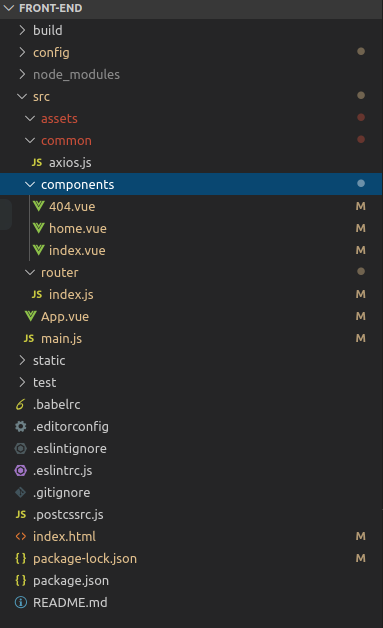 FRONT-END
build
config
node_modules
src
assets
common
JS axios.js
components
404.vue M
home.vue M
index.vue M
router
JS index.js M
App.vue M
JS main.js M
static
test
.babelrc
.editorconfig
.eslintignore
.eslintrc.js
.gitignore
JS .postcssrc.js
<> index.html M
{ } package-lock.json M
{ } package.json
README.md